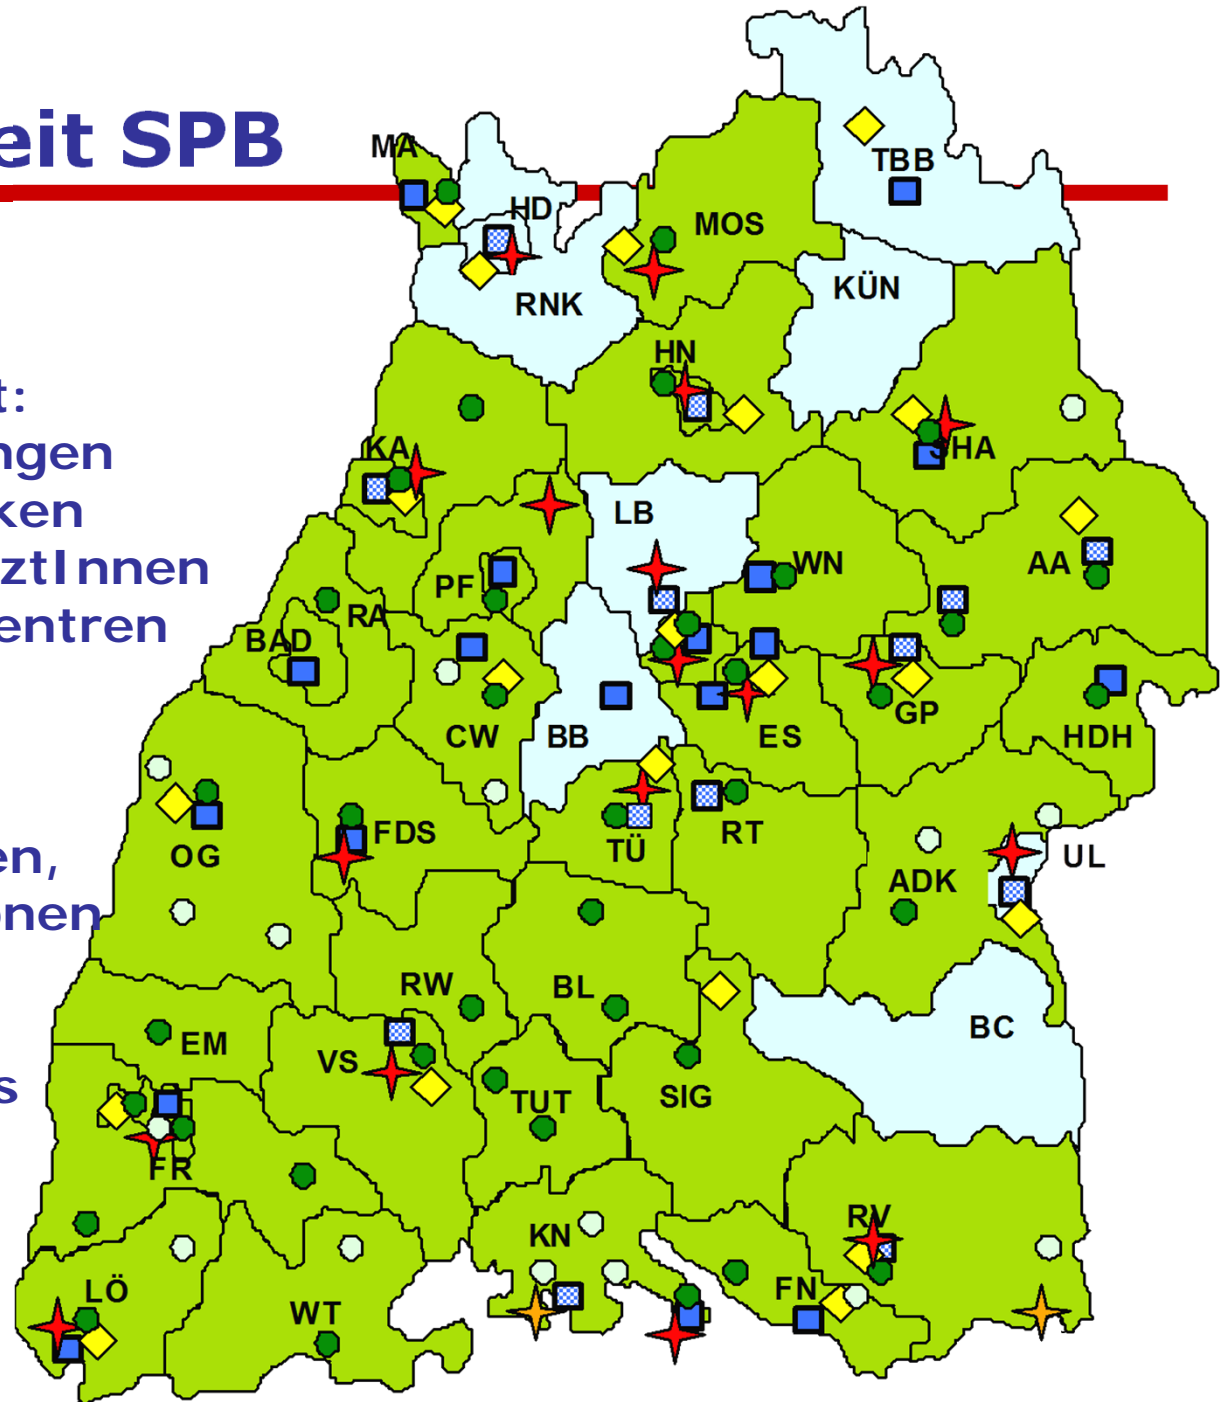 eit SPB
MA
TBB
HD
MOS
KÜN
RNK
HN
t:
ngen
KA
SHA
ken
LB
ztInnen
WN
AA
PF
entren
RA
BAD
CW
BB
ES
GP
HDH
FDS
RT
TÜ
OG
UL
en,
ADK
onen
RW
BL
BC
EM
VS
s
SIG
TUT
FR
RV
KN
LÖ
FN
WT